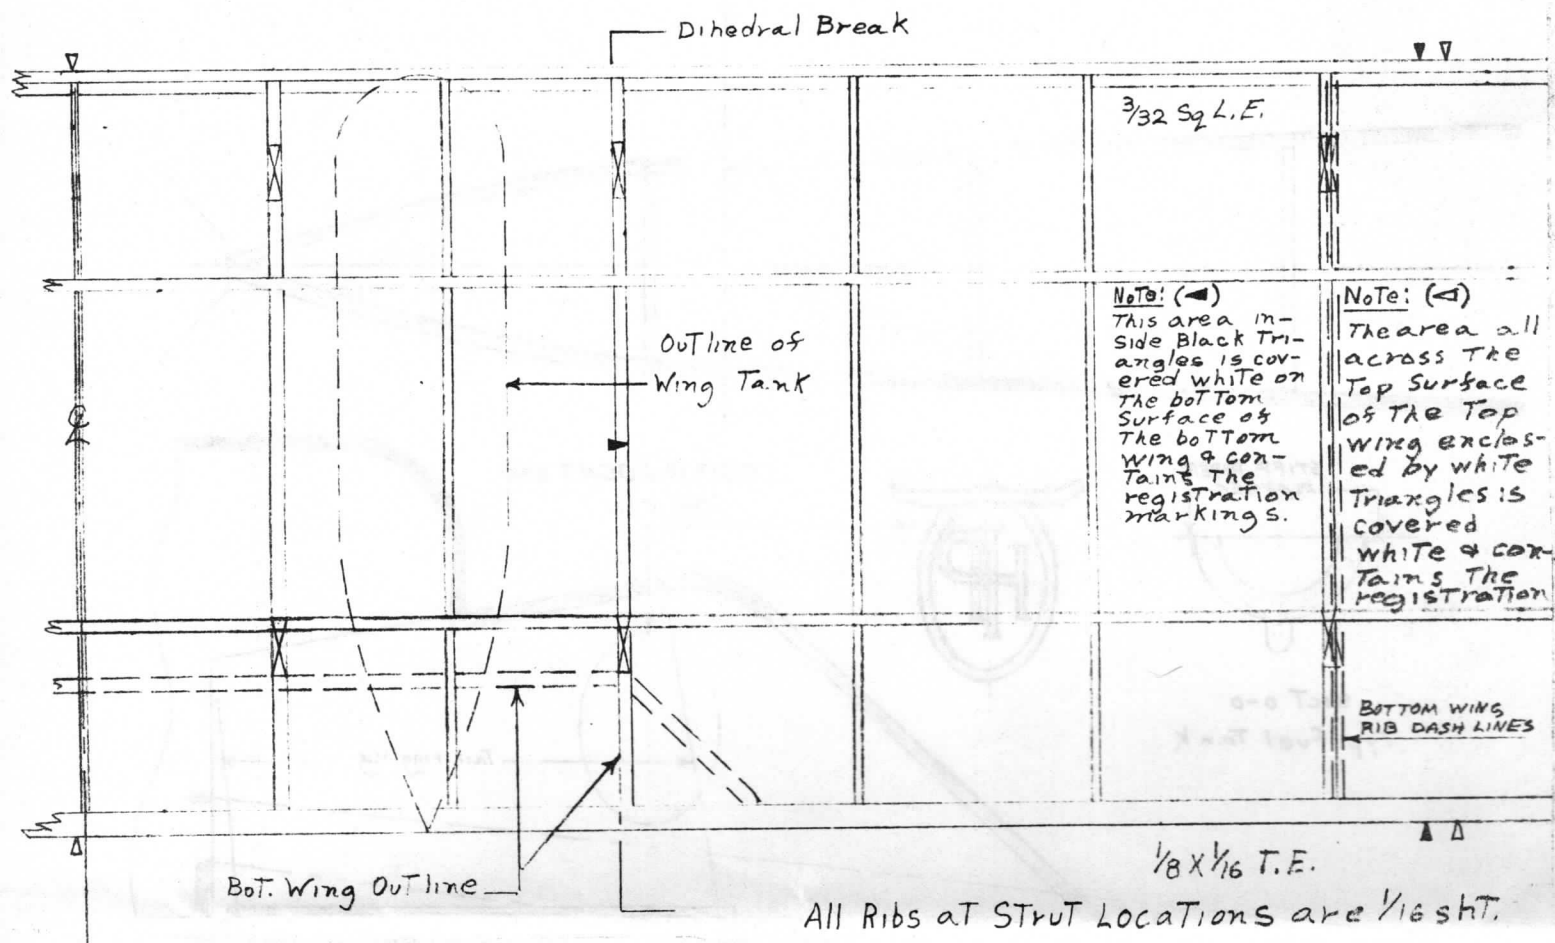 Dihedral Break
3/32 Sq L.E.
Outline of
Wing Tank
NOTE: (◄)
This area in-
side Black Tri-
angles is cov-
ered white on
the bottom
Surface of
the bottom
wing & con-
tains the
registration
markings.
NOTE: (◅)
The area all
across the
Top Surface
of the Top
wing enclos-
ed by white
Triangles is
covered
white & con-
tains the
registration
BOTTOM WING
RIB DASH LINES
Bot. Wing Outline
1/8 X 1/16 T.E.
All Ribs at Strut Locations are 1/16 sht.
HP
Sect O-O
Fuel Tank